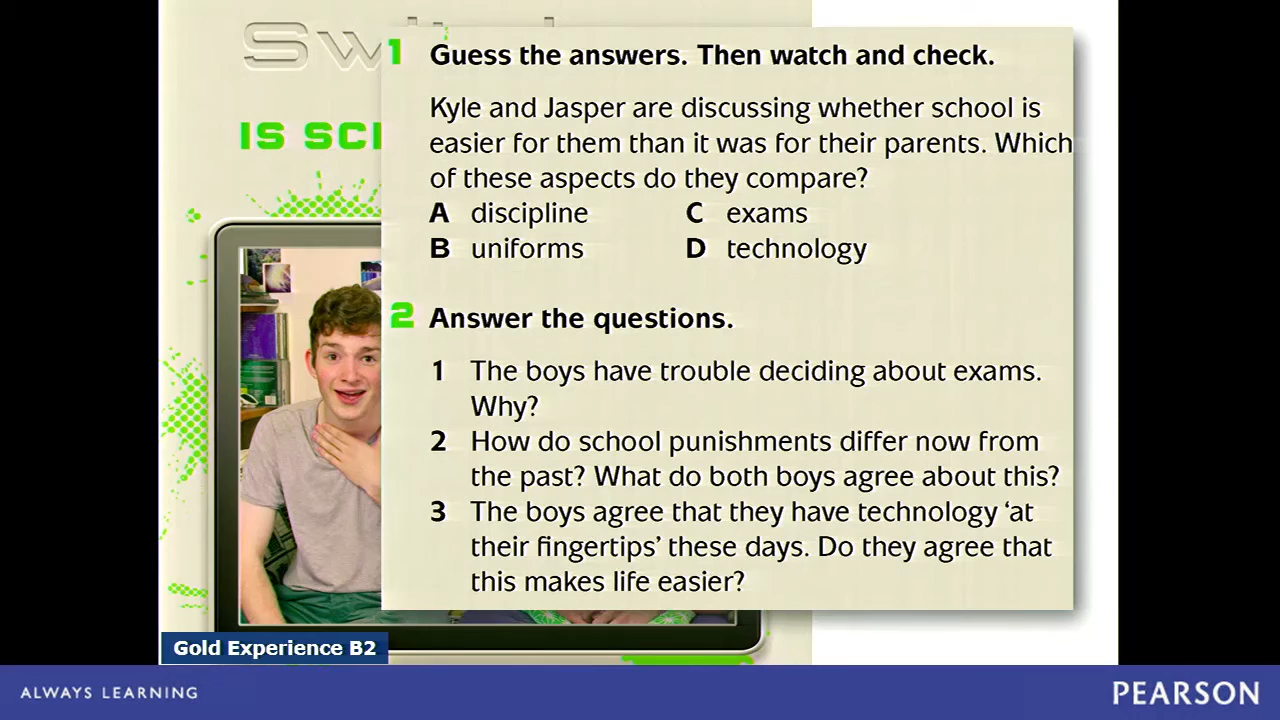 Sw
IS SC
1 Guess the answers. Then watch and check.
Kyle and Jasper are discussing whether school is
easier for them than it was for their parents. Which
of these aspects do they compare?
A discipline C exams
B uniforms D technology
2 Answer the questions.
1 The boys have trouble deciding about exams.
Why?
2 How do school punishments differ now from
the past? What do both boys agree about this?
3 The boys agree that they have technology ‘at
their fingertips’ these days. Do they agree that
this makes life easier?
Gold Experience B2
ALWAYS LEARNING PEARSON